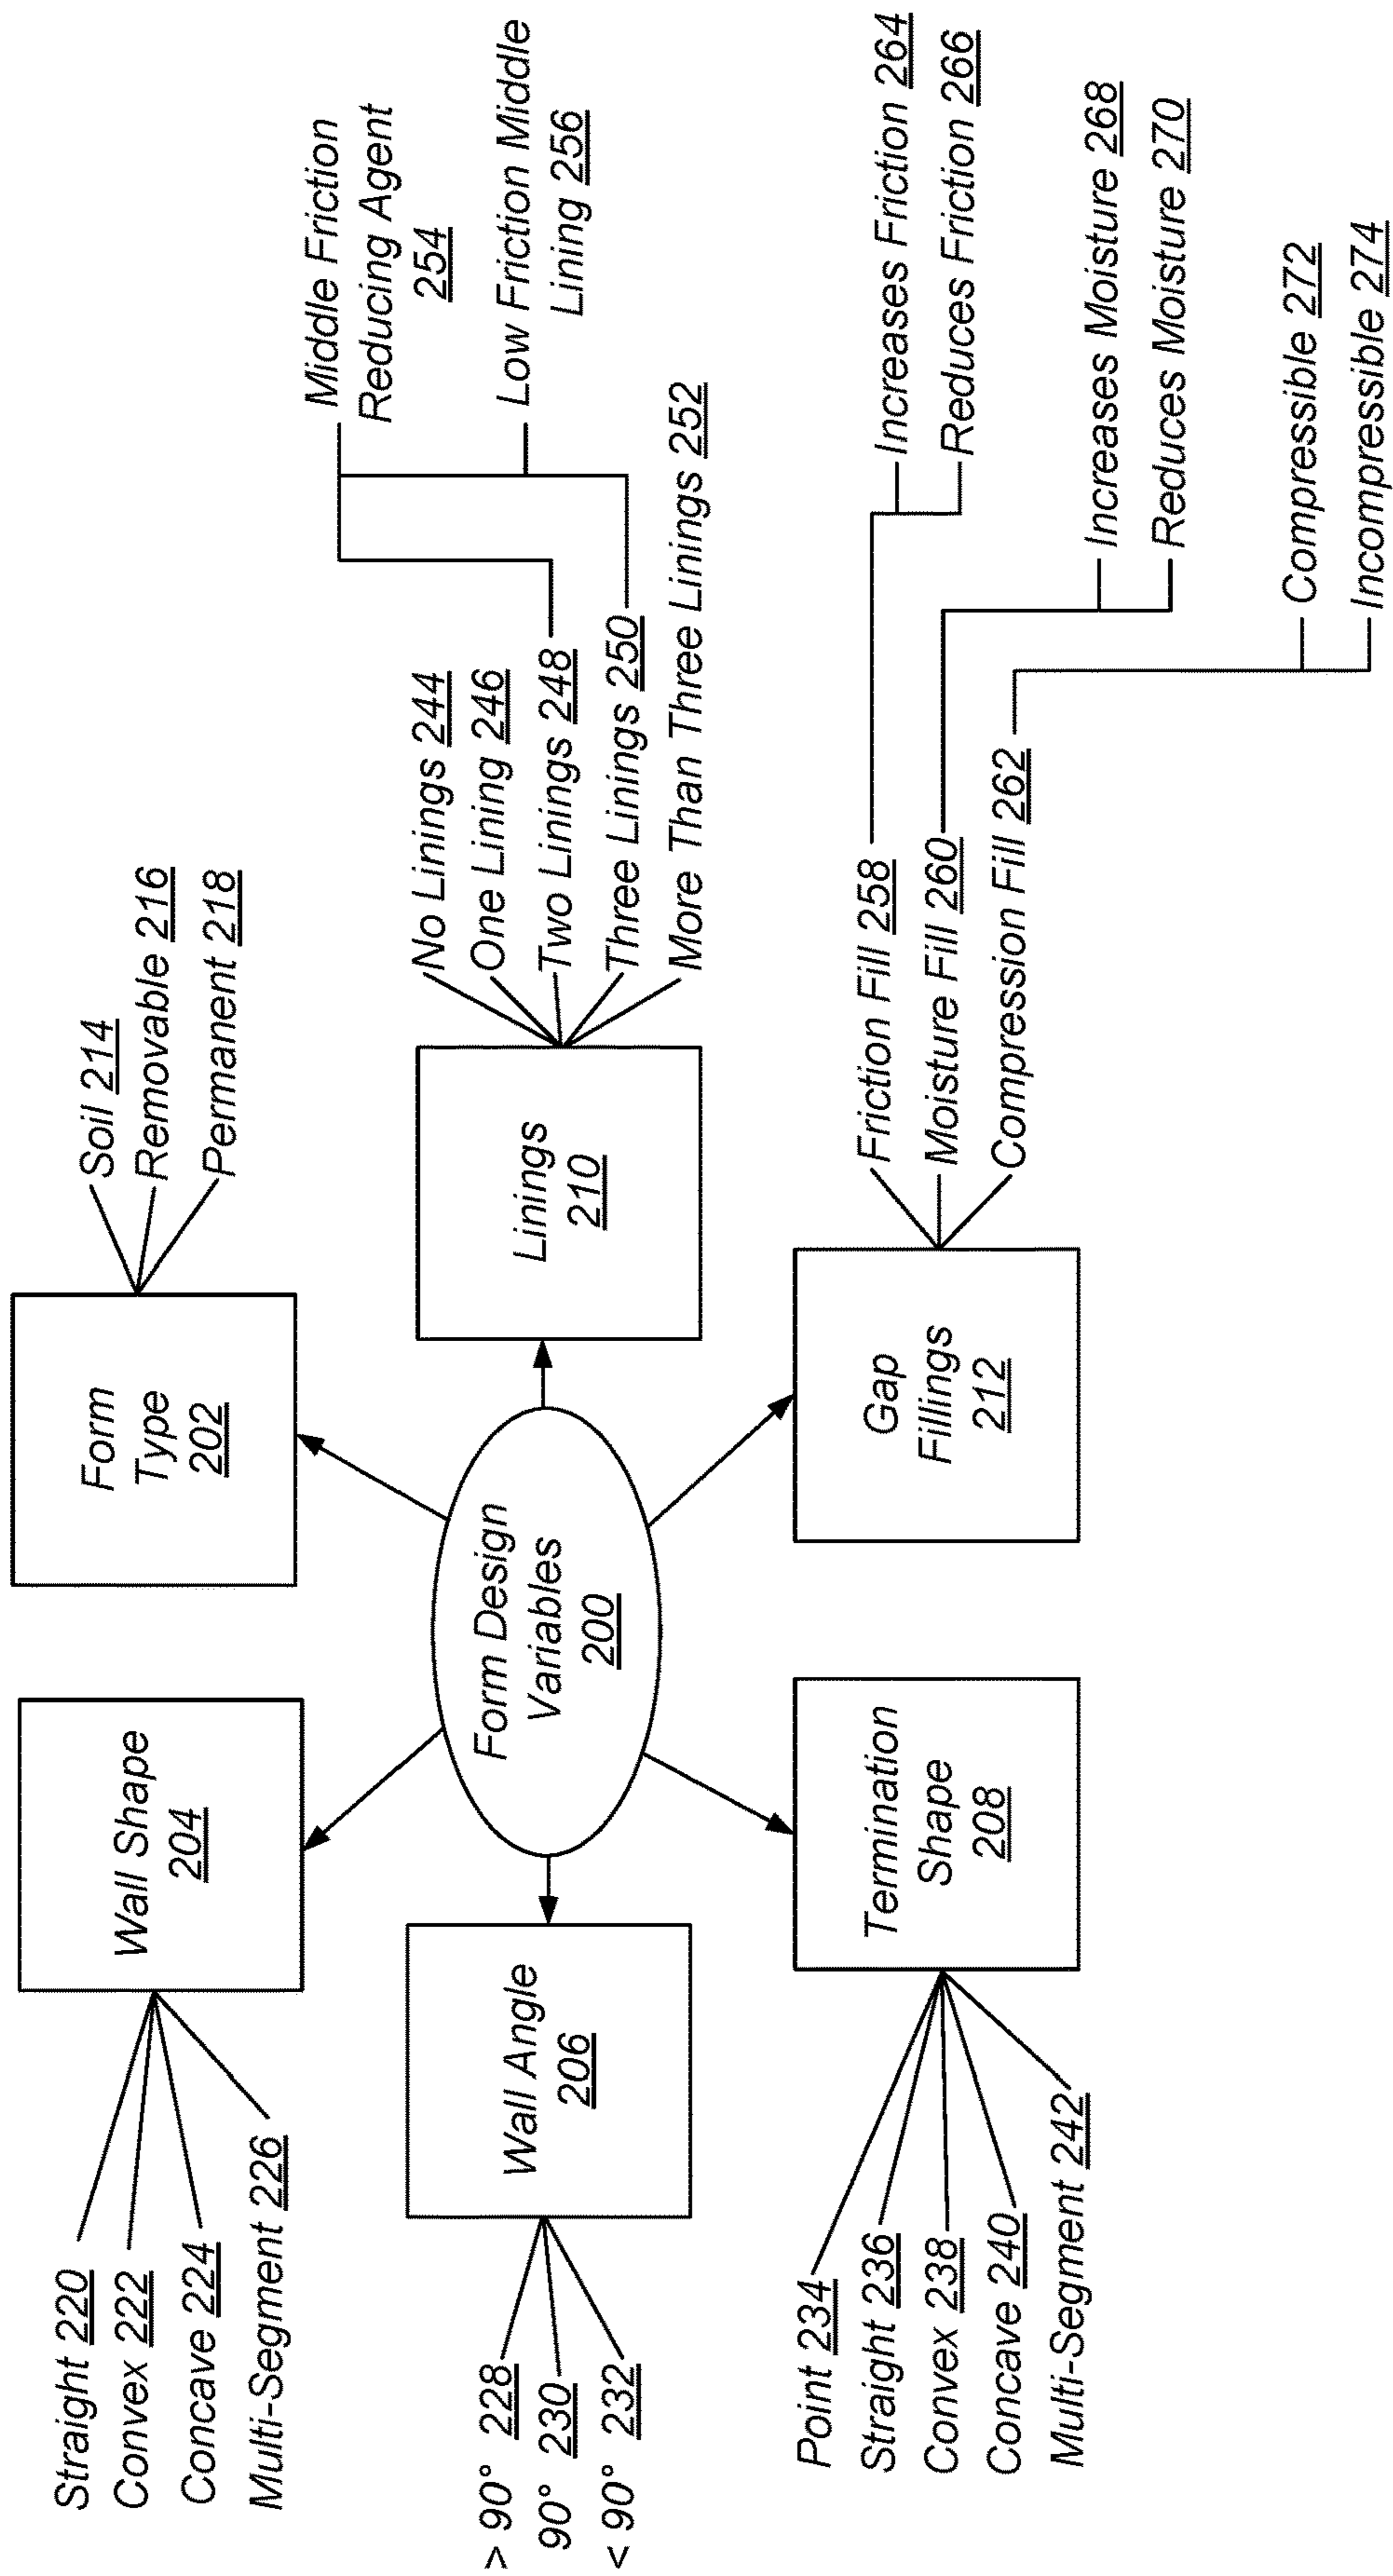 Straight 220
Convex 222
Concave 224
Multi-Segment 226
Wall Shape
204
Form
Type
202
Soil 214
Removable 216
Permanent 218
> 90° 228
90° 230
< 90° 232
Wall Angle
206
Form Design
Variables
200
Linings
210
No Linings 244
One Lining 246
Two Linings 248
Three Linings 250
More Than Three Linings 252
Middle Friction
Reducing Agent
254
Low Friction Middle
Lining 256
Point 234
Straight 236
Convex 238
Concave 240
Multi-Segment 242
Termination
Shape
208
Gap
Fillings
212
Friction Fill 258
Moisture Fill 260
Compression Fill 262
Increases Friction 264
Reduces Friction 266
Increases Moisture 268
Reduces Moisture 270
Compressible 272
Incompressible 274